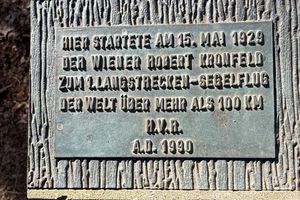 HIER STARTETE AM 15. MAI 1929
DER WIENER ROBERT KRONFELD
ZUM 1. LANGSTRECKEN-SEGELFLUG
DER WELT ÜBER MEHR ALS 100 KM
H.V.R.
A.D. 1990